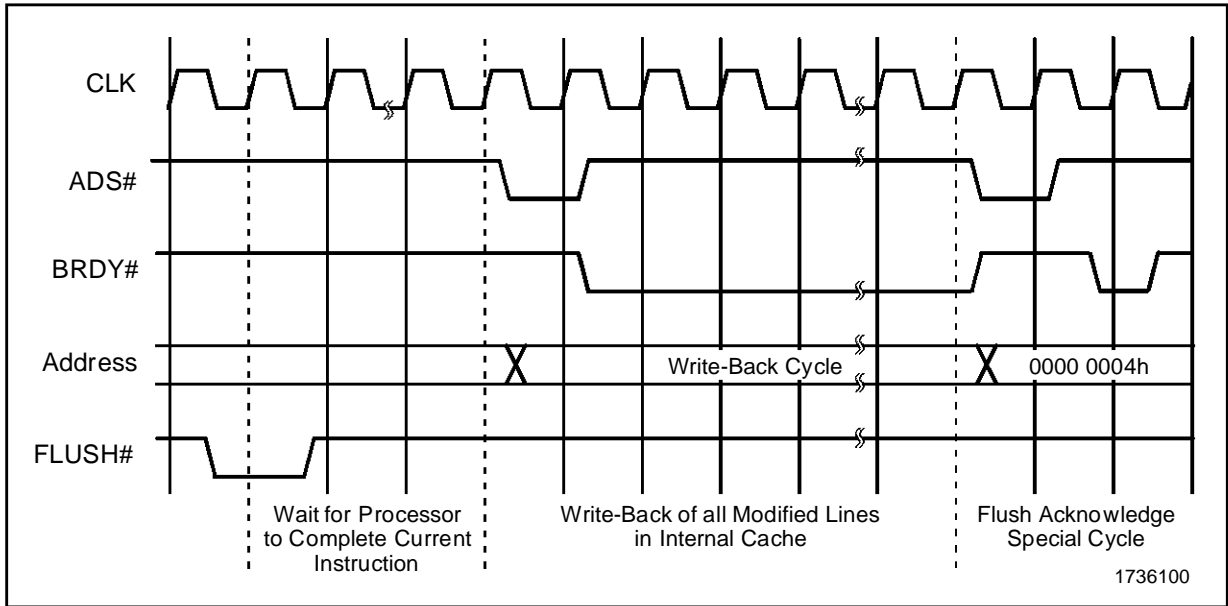 CLK
ADS#
BRDY#
Address
Write-Back Cycle
0000 0004h
FLUSH#
Wait for Processor
to Complete Current
Instruction
Write-Back of all Modified Lines
in Internal Cache
Flush Acknowledge
Special Cycle
1736100